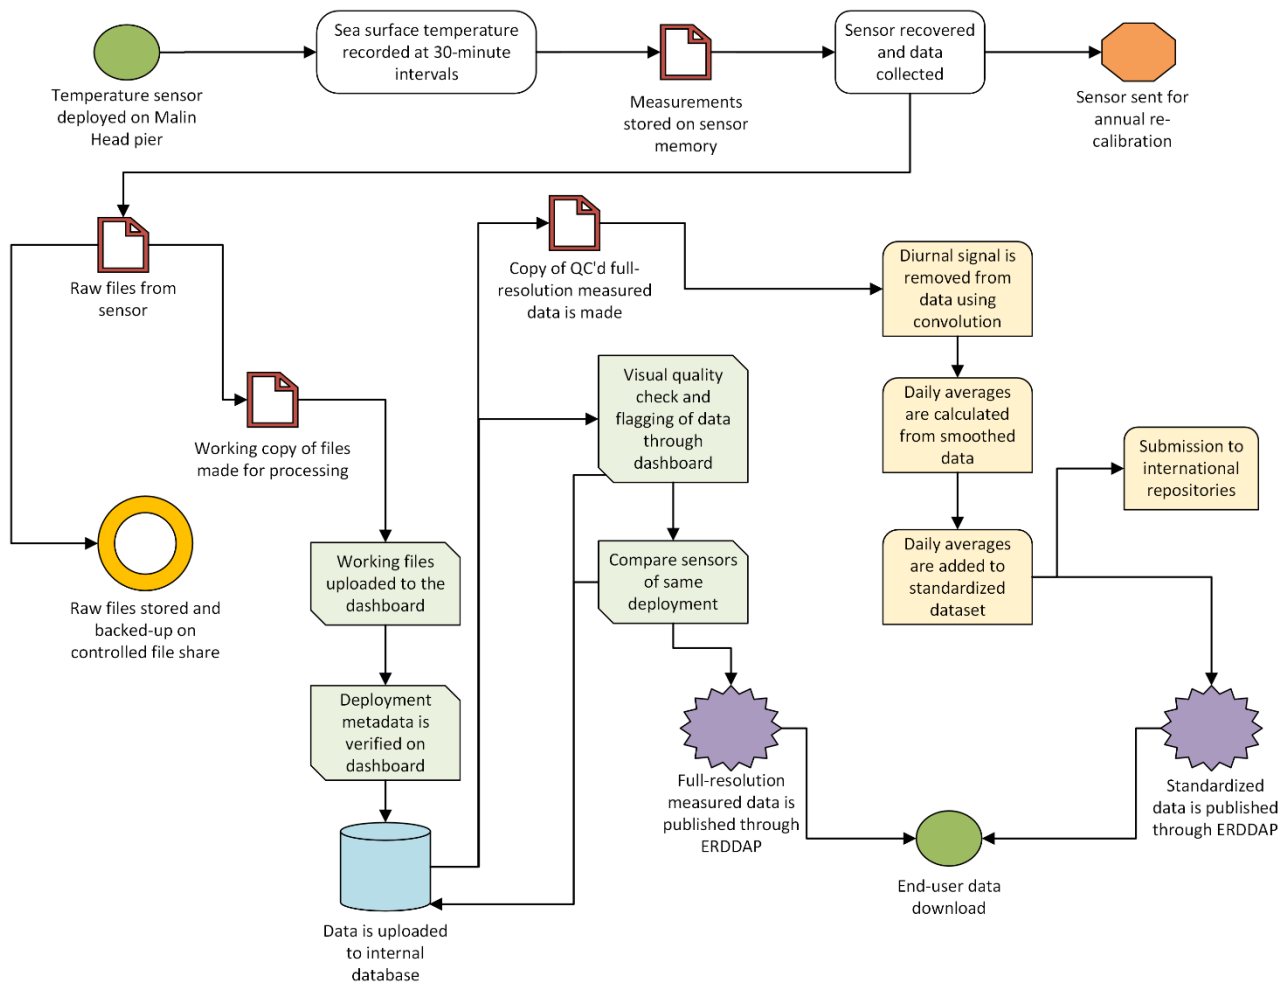 Sea surface temperature
recorded at 30-minute
intervals
Sensor recovered
and data
collected
Temperature sensor
deployed on Malin
Head pier
Measurements
stored on sensor
memory
Sensor sent for
annual re-
calibration
Raw files from
sensor
Copy of QC'd full-
resolution measured
data is made
Diurnal signal is
removed from
data using
convolution
Visual quality
check and
flagging of data
through
dashboard
Daily averages
are calculated
from smoothed
data
Working copy of files
made for processing
Submission to
international
repositories
Working files
uploaded to the
dashboard
Compare sensors
of same
deployment
Daily averages
are added to
standardized
dataset
Raw files stored and
backed-up on
controlled file share
Deployment
metadata is
verified on
dashboard
Full-resolution
measured data is
published through
ERDDAP
Standardized
data is published
through ERDDAP
End-user data
download
Data is uploaded
to internal
database